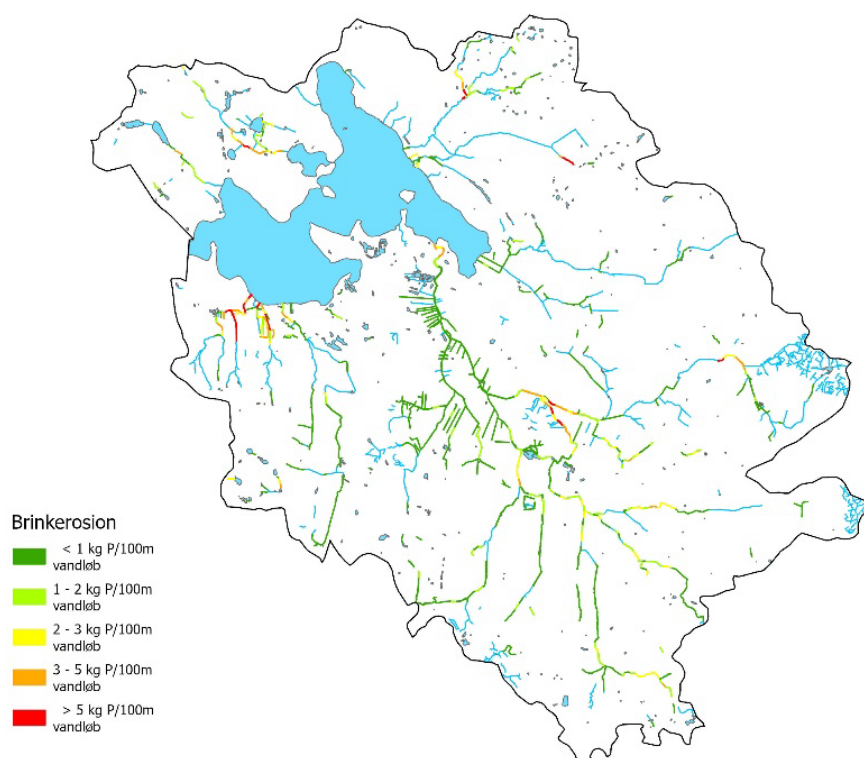 Brinkerosion
< 1 kg P/100m
vandløb
1 - 2 kg P/100m
vandløb
2 - 3 kg P/100m
vandløb
3 - 5 kg P/100m
vandløb
> 5 kg P/100m
vandløb